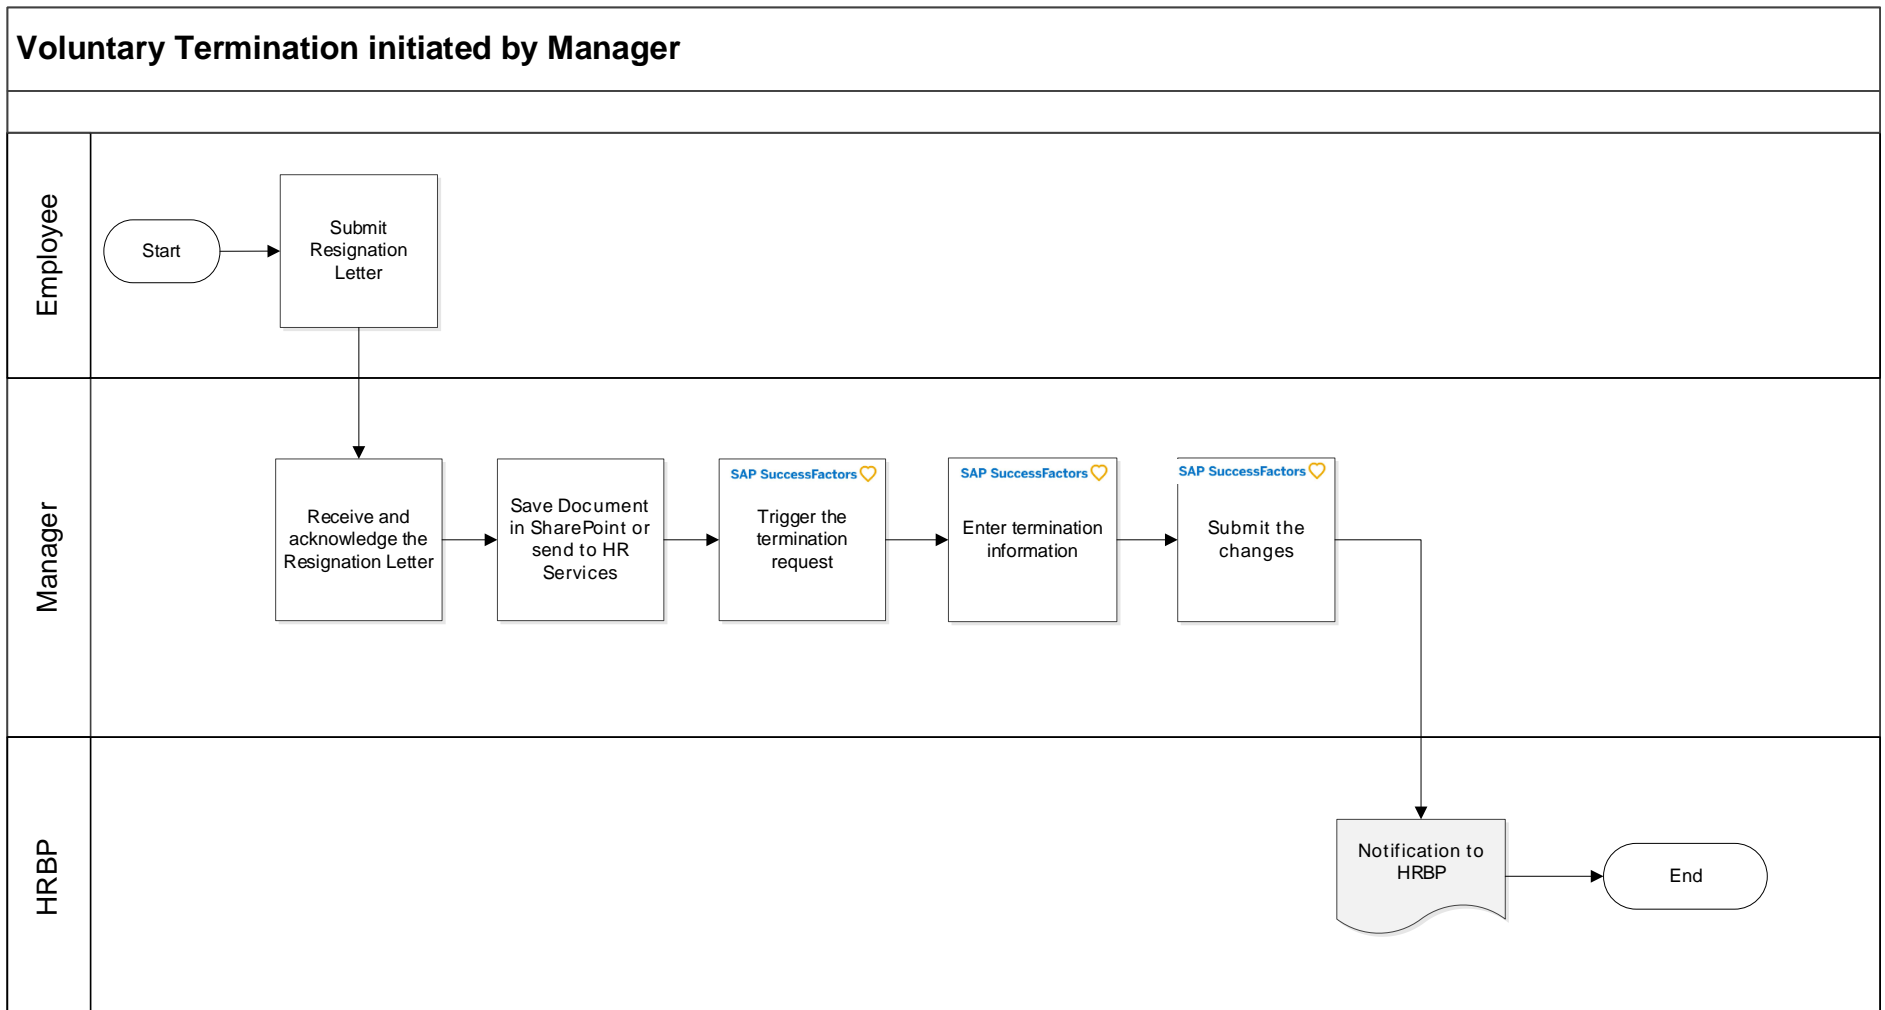 Voluntary Termination initiated by Manager
Employee
Start
Submit
Resignation
Letter
Manager
Receive and
acknowledge the
Resignation Letter
Save Document
in SharePoint or
send to HR
Services
SAP SuccessFactors
Trigger the
termination
request
SAP SuccessFactors
Enter termination
information
SAP SuccessFactors
Submit the
changes
HRBP
Notification to
HRBP
End